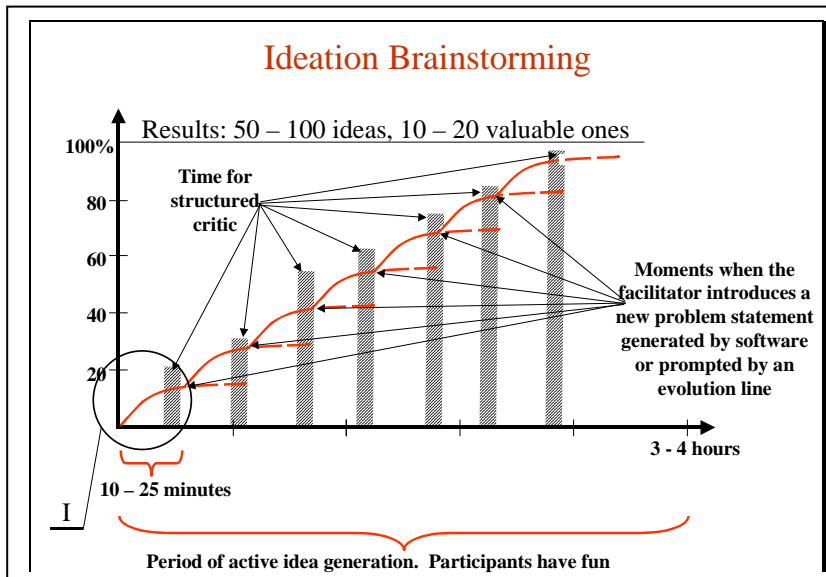 Ideation Brainstorming
Results: 50 – 100 ideas, 10 – 20 valuable ones
100%
80
60
40
20
Time for
structured
critic
Moments when the
facilitator introduces a
new problem statement
generated by software
or prompted by an
evolution line
3 - 4 hours
10 – 25 minutes
I
Period of active idea generation. Participants have fun